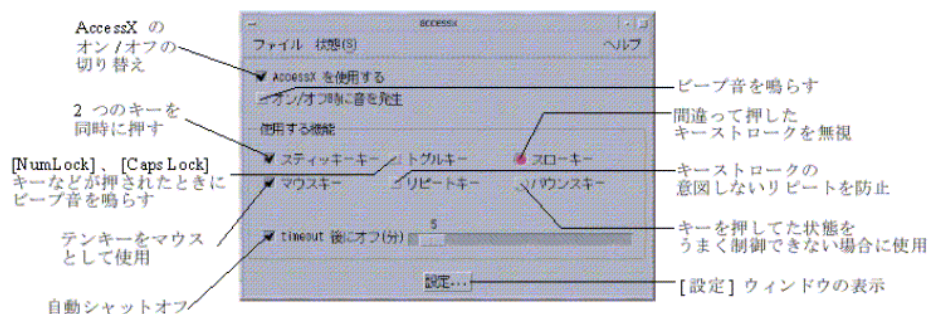 AccessX の
オン / オフの
切り替え
2 つのキーを
同時に押す
[NumLock] 、 [Caps Lock]
キーなどが押されたときに
ビープ音を鳴らす
テンキーをマウス
として使用
自動シャットオフ
accessx
ファイル 状態(S) ヘルプ
AccessX を使用する
オン/オフ時に音を発生
使用する機能
スティッキーキー トグルキー スローキー
マウスキー リピートキー バウンスキー
5
timeout 後にオフ(分)
設定...
ビープ音を鳴らす
間違って押した
キーストロークを無視
キーストロークの
意図しないリピートを防止
キーを押してた状態を
うまく制御できない場合に使用
[設定] ウィンドウの表示